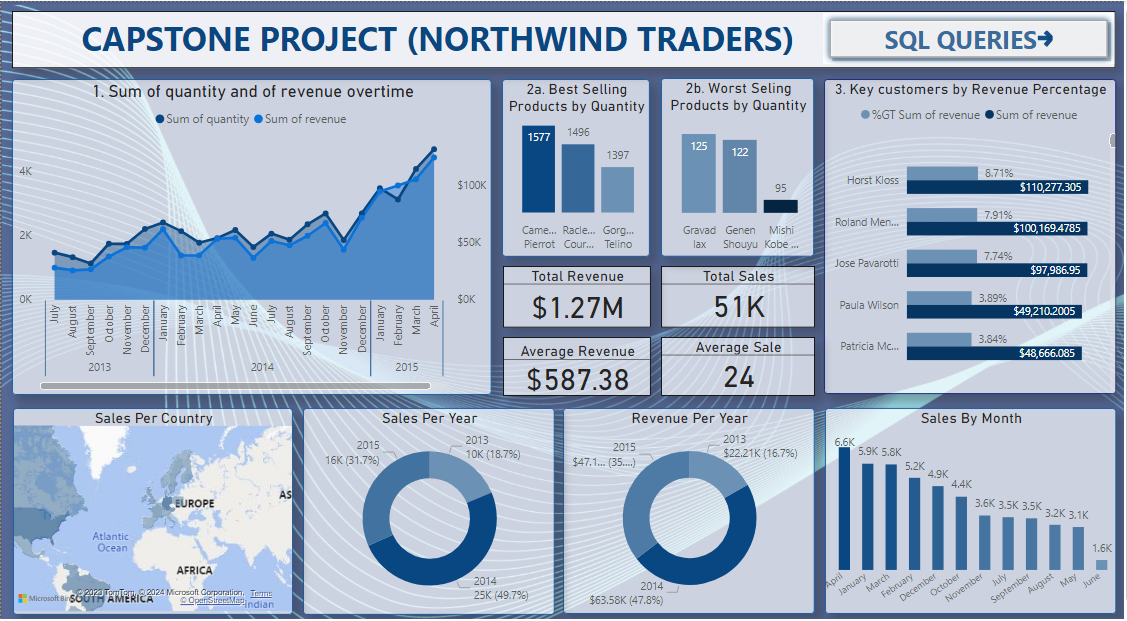 CAPSTONE PROJECT (NORTHWIND TRADERS)
SQL QUERIES
1. Sum of quantity and of revenue overtime
Sum of quantity Sum of revenue
4K
2K
0K
$100K
$50K
$0K
July
August
September
October
November
December
January
February
March
April
May
June
July
August
September
October
November
December
January
February
March
April
2013
2014
2015
2a. Best Selling
Products by Quantity
1577
1496
1397
Came... Racle... Gorg...
Pierrot Cour... Telino
2b. Worst Seling
Products by Quantity
125
122
95
Gravad Genen Mishi
lax Shouyu Kobe ...
Total Revenue
$1.27M
Total Sales
51K
Average Revenue
$587.38
Average Sale
24
3. Key customers by Revenue Percentage
%GT Sum of revenue Sum of revenue
Horst Kloss
8.71%
$110,277.305
Roland Men...
7.91%
$100,169.4785
Jose Pavarotti
7.74%
$97,986.95
Paula Wilson
3.89%
$49,210.2005
Patricia Mc...
3.84%
$48,666.085
Sales Per Country
EUROPE
AS
Atlantic
Ocean
AFRICA
SOUTH AMERICA
Indian
Microsoft Bin
© 2023 TomTom, © 2024 Microsoft Corporation, Terms
© OpenStreetMap
Sales Per Year
2015
16K (31.7%)
2013
10K (18.7%)
2014
25K (49.7%)
Revenue Per Year
2015
$47.1... (35....)
2013
$22.21K (16.7%)
2014
$63.58K (47.8%)
Sales By Month
6.6K
5.9K
5.8K
5.2K
4.9K
4.4K
3.6K
3.5K
3.5K
3.2K
3.1K
1.6K
April
January
March
February
December
October
November
July
September
August
May
June